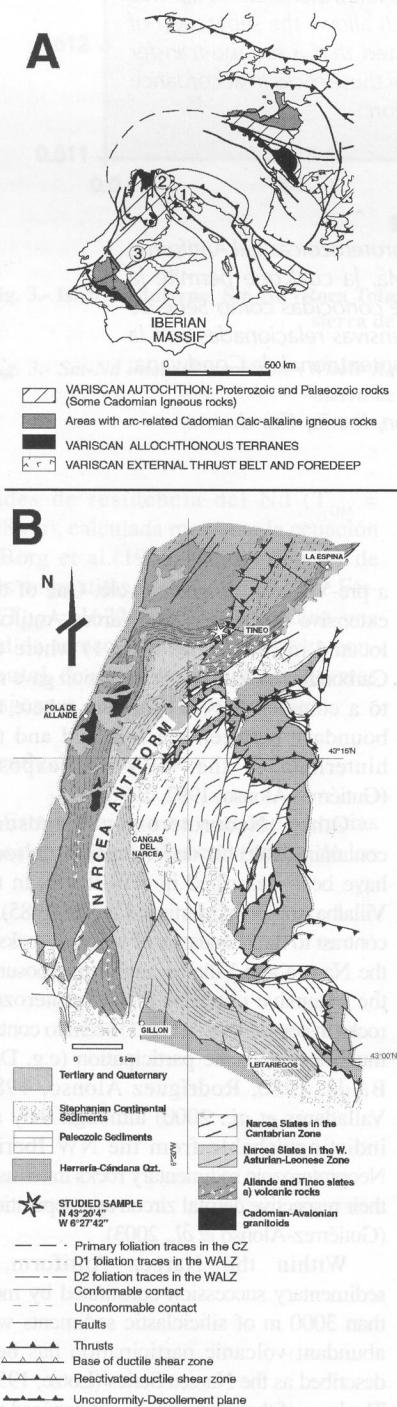 A
2
1
3
IBERIAN
MASSIF
0 500 km
VARISCAN AUTOCHTHON: Proterozoic and Palaeozoic rocks
(Some Cadomian Igneous rocks)
Areas with arc-related Cadomian Calc-alkaline igneous rocks
VARISCAN ALLOCHTHONOUS TERRANES
VARISCAN EXTERNAL THRUST BELT AND FOREDEEP
B
N
LA ESPINA
TINEO
POLA DE
ALLANDE
43°15'N
NARCEA ANTIFORM
CANGAS
DEL
NARCEA
GILLON
LEITARIEGOS
43°00'N
0 5 km
6°30'W
Tertiary and Quaternary
Stephanian Continental
Sediments
Paleozoic Sediments
Herrería-Cándana Qzt.
STUDIED SAMPLE
N 43°20'4"
W 6°27'42"
Narcea Slates in the
Cantabrian Zone
Narcea Slates in the W.
Asturian-Leonese Zone
Allande and Tineo slates
a) volcanic rocks
Cadomian-Avalonian
granitoids
Primary foliation traces in the CZ
D1 foliation traces in the WALZ
D2 foliation traces in the WALZ
Conformable contact
Unconformable contact
Faults
Thrusts
Base of ductile shear zone
Reactivated ductile shear zone
Unconformity-Decollement plane